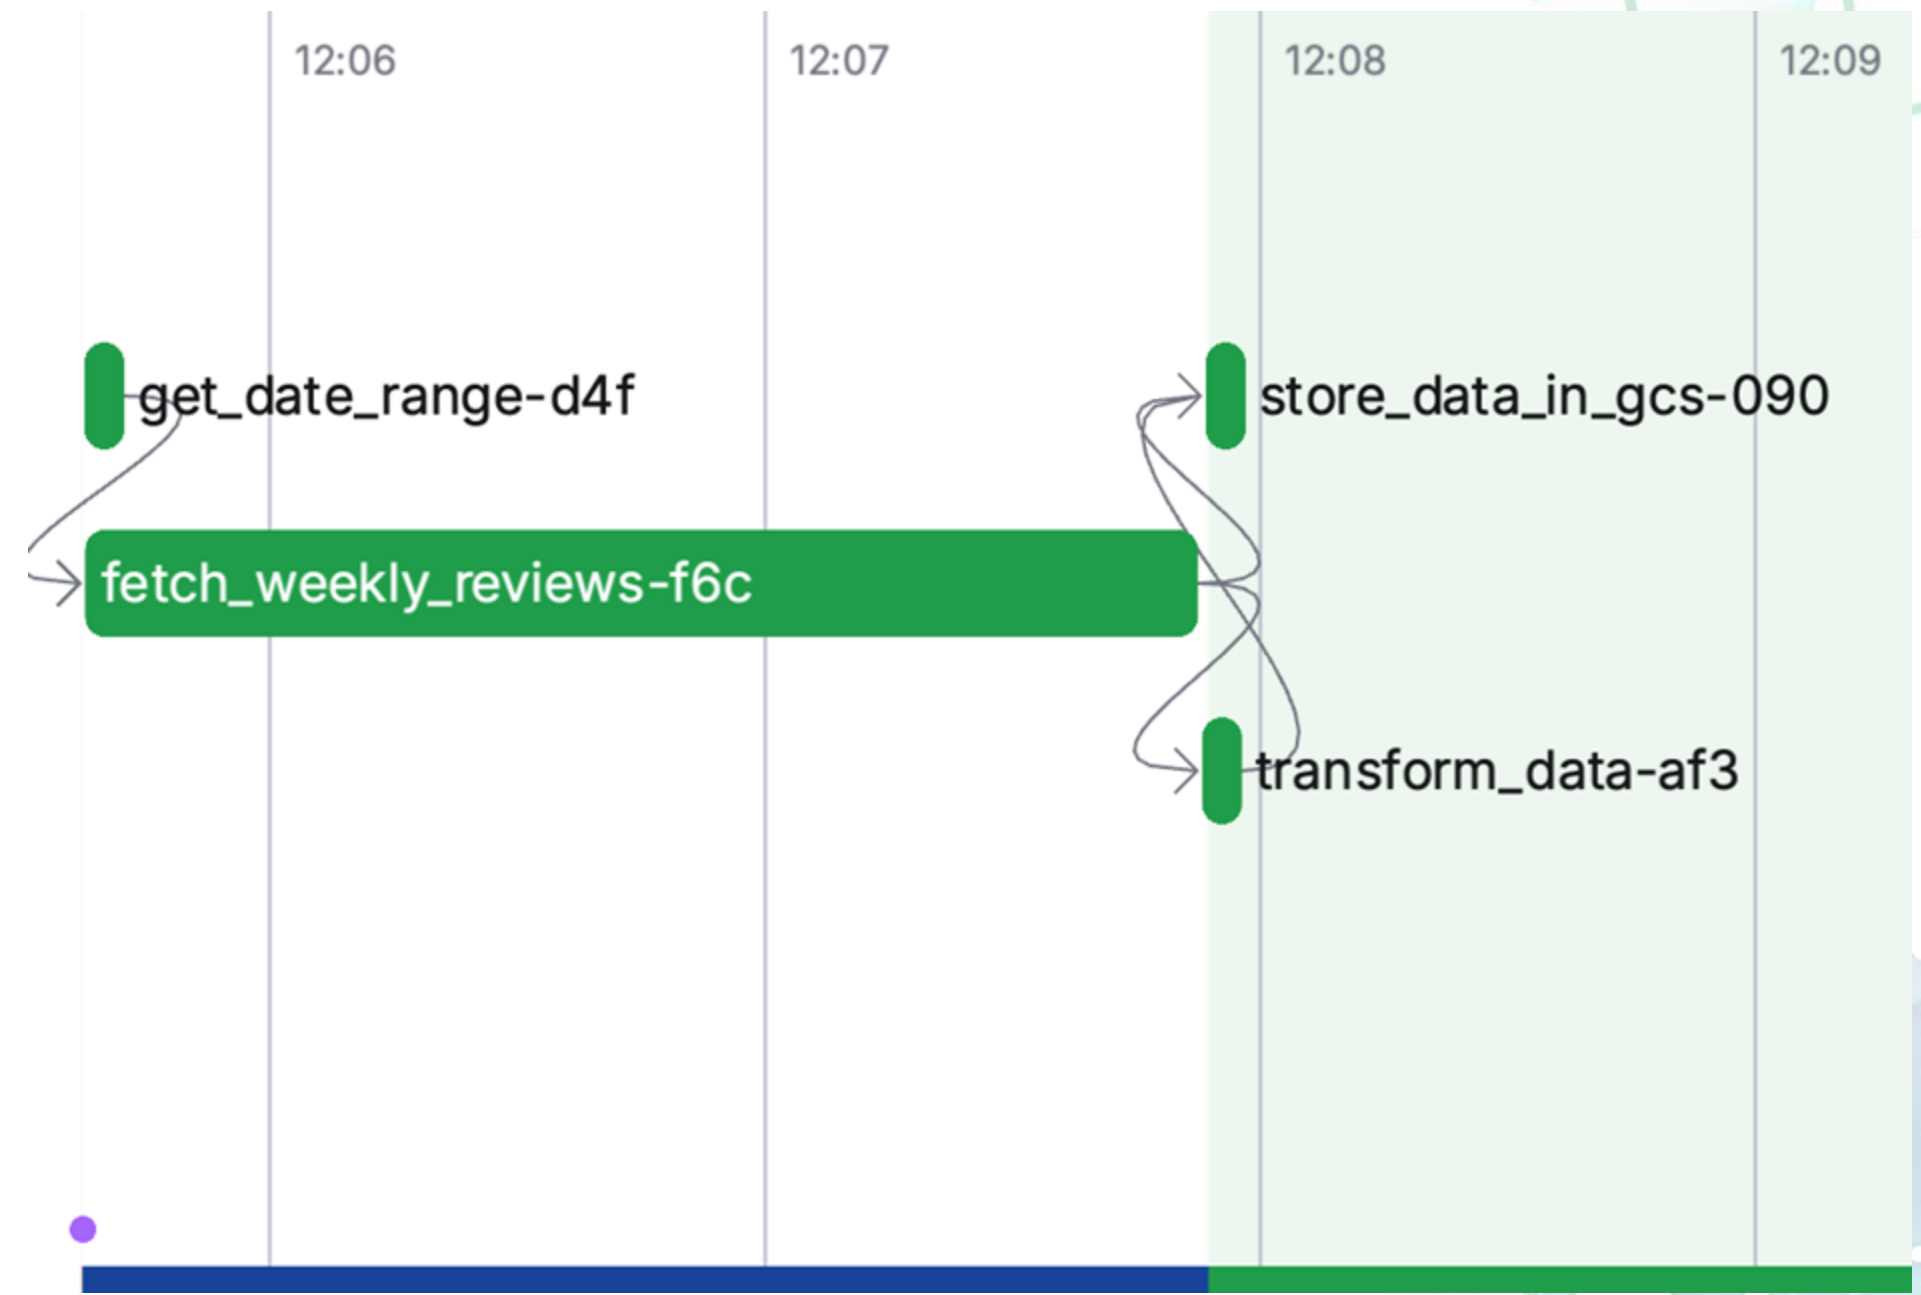 12:06
12:07
12:08
12:09
get_date_range-d4f
store_data_in_gcs-090
fetch_weekly_reviews-f6c
transform_data-af3